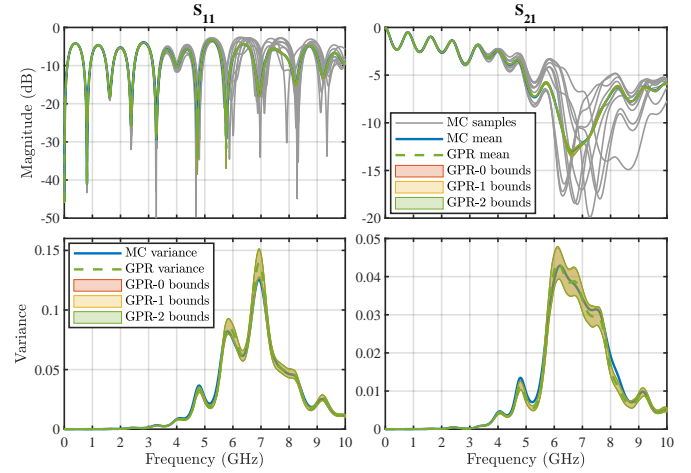 S11
S21
Magnitude (dB)
0
-10
-20
-30
-40
-50
0
-5
-10
-15
-20
MC samples
MC mean
GPR mean
GPR-0 bounds
GPR-1 bounds
GPR-2 bounds
Variance
0.15
0.1
0.05
0
MC variance
GPR variance
GPR-0 bounds
GPR-1 bounds
GPR-2 bounds
0 1 2 3 4 5 6 7 8 9 10
Frequency (GHz)
0.05
0.04
0.03
0.02
0.01
0
0 1 2 3 4 5 6 7 8 9 10
Frequency (GHz)